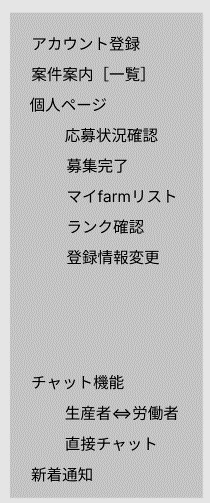 アカウント登録
案件案内［一覧］
個人ページ
応募状況確認
募集完了
マイfarmリスト
ランク確認
登録情報変更
チャット機能
生産者⇔労働者
直接チャット
新着通知